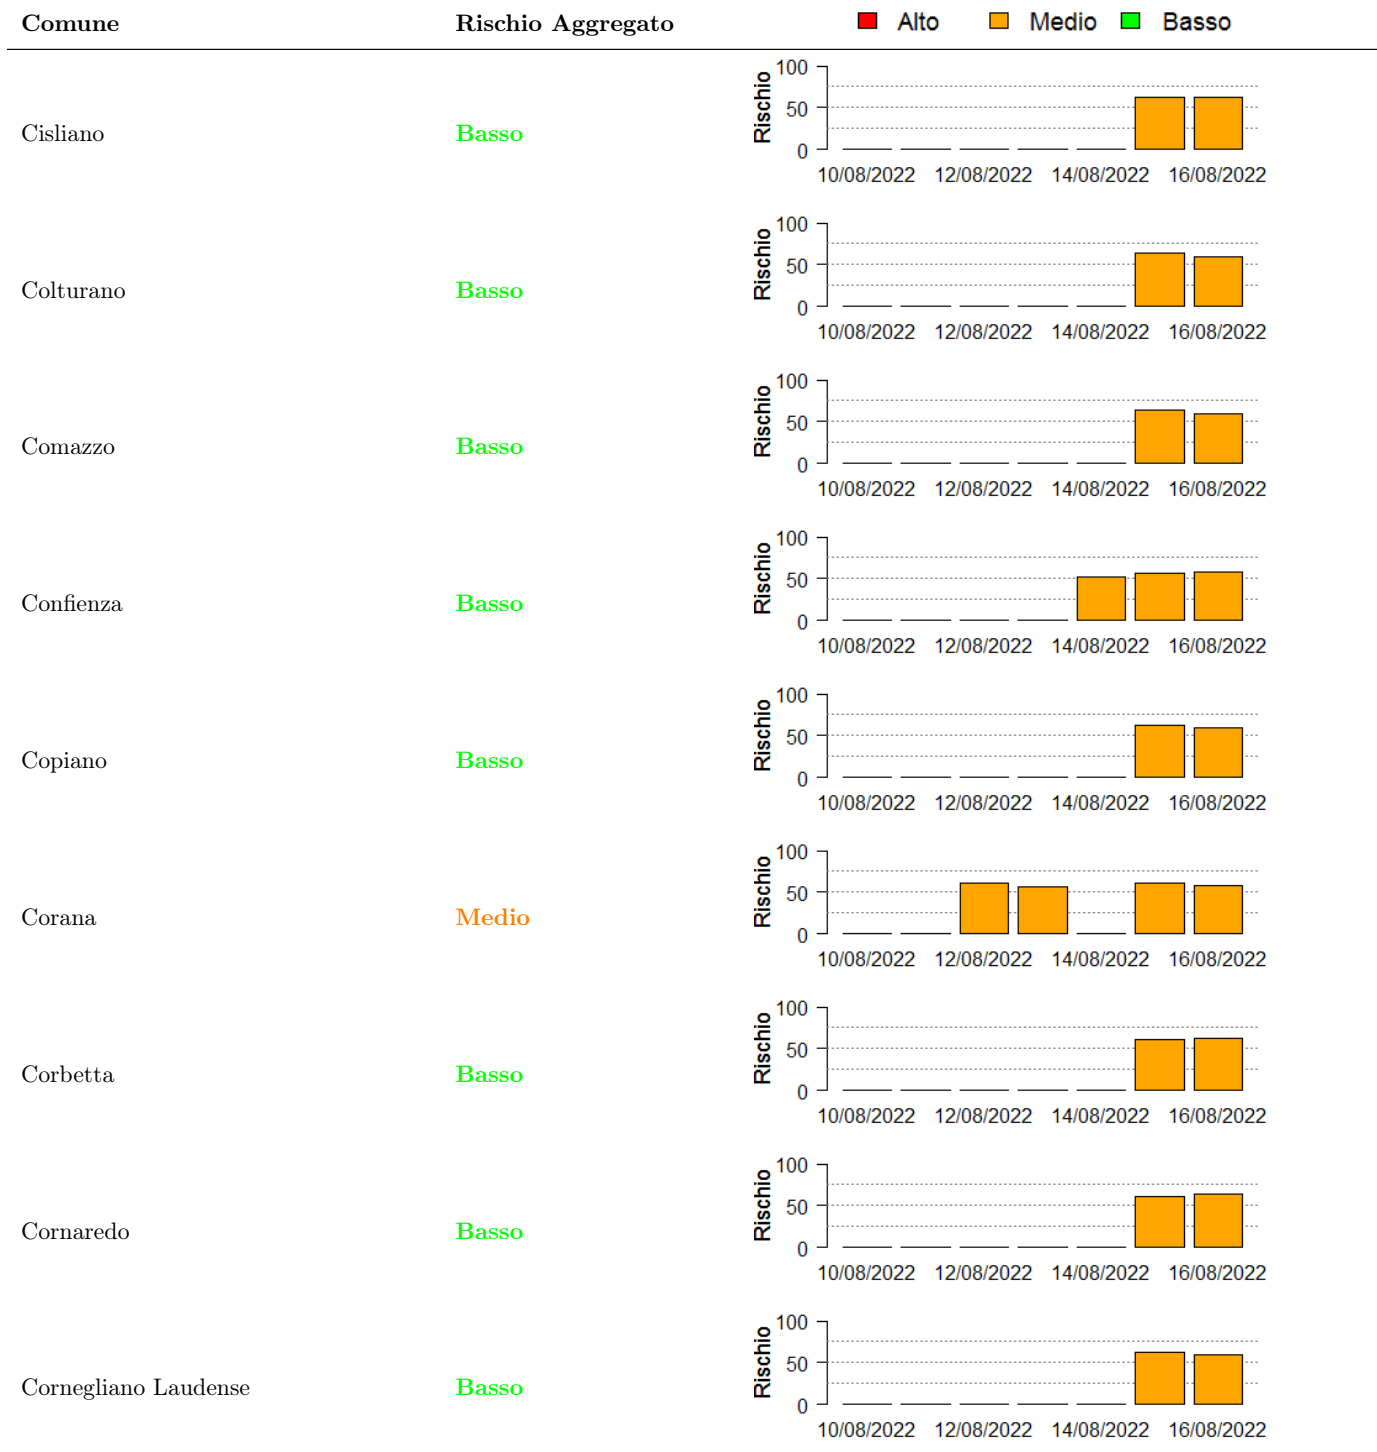 Comune Rischio Aggregato Alto Medio Basso
100
50
0
Rischio
Cisliano Basso
10/08/2022 12/08/2022 14/08/2022 16/08/2022
100
50
0
Rischio
Colturano Basso
10/08/2022 12/08/2022 14/08/2022 16/08/2022
100
50
0
Rischio
Comazzo Basso
10/08/2022 12/08/2022 14/08/2022 16/08/2022
100
50
0
Rischio
Confienza Basso
10/08/2022 12/08/2022 14/08/2022 16/08/2022
100
50
0
Rischio
Copiano Basso
10/08/2022 12/08/2022 14/08/2022 16/08/2022
100
50
0
Rischio
Corana Medio
10/08/2022 12/08/2022 14/08/2022 16/08/2022
100
50
0
Rischio
Corbetta Basso
10/08/2022 12/08/2022 14/08/2022 16/08/2022
100
50
0
Rischio
Cornaredo Basso
10/08/2022 12/08/2022 14/08/2022 16/08/2022
100
50
0
Rischio
Cornegliano Laudense Basso
10/08/2022 12/08/2022 14/08/2022 16/08/2022